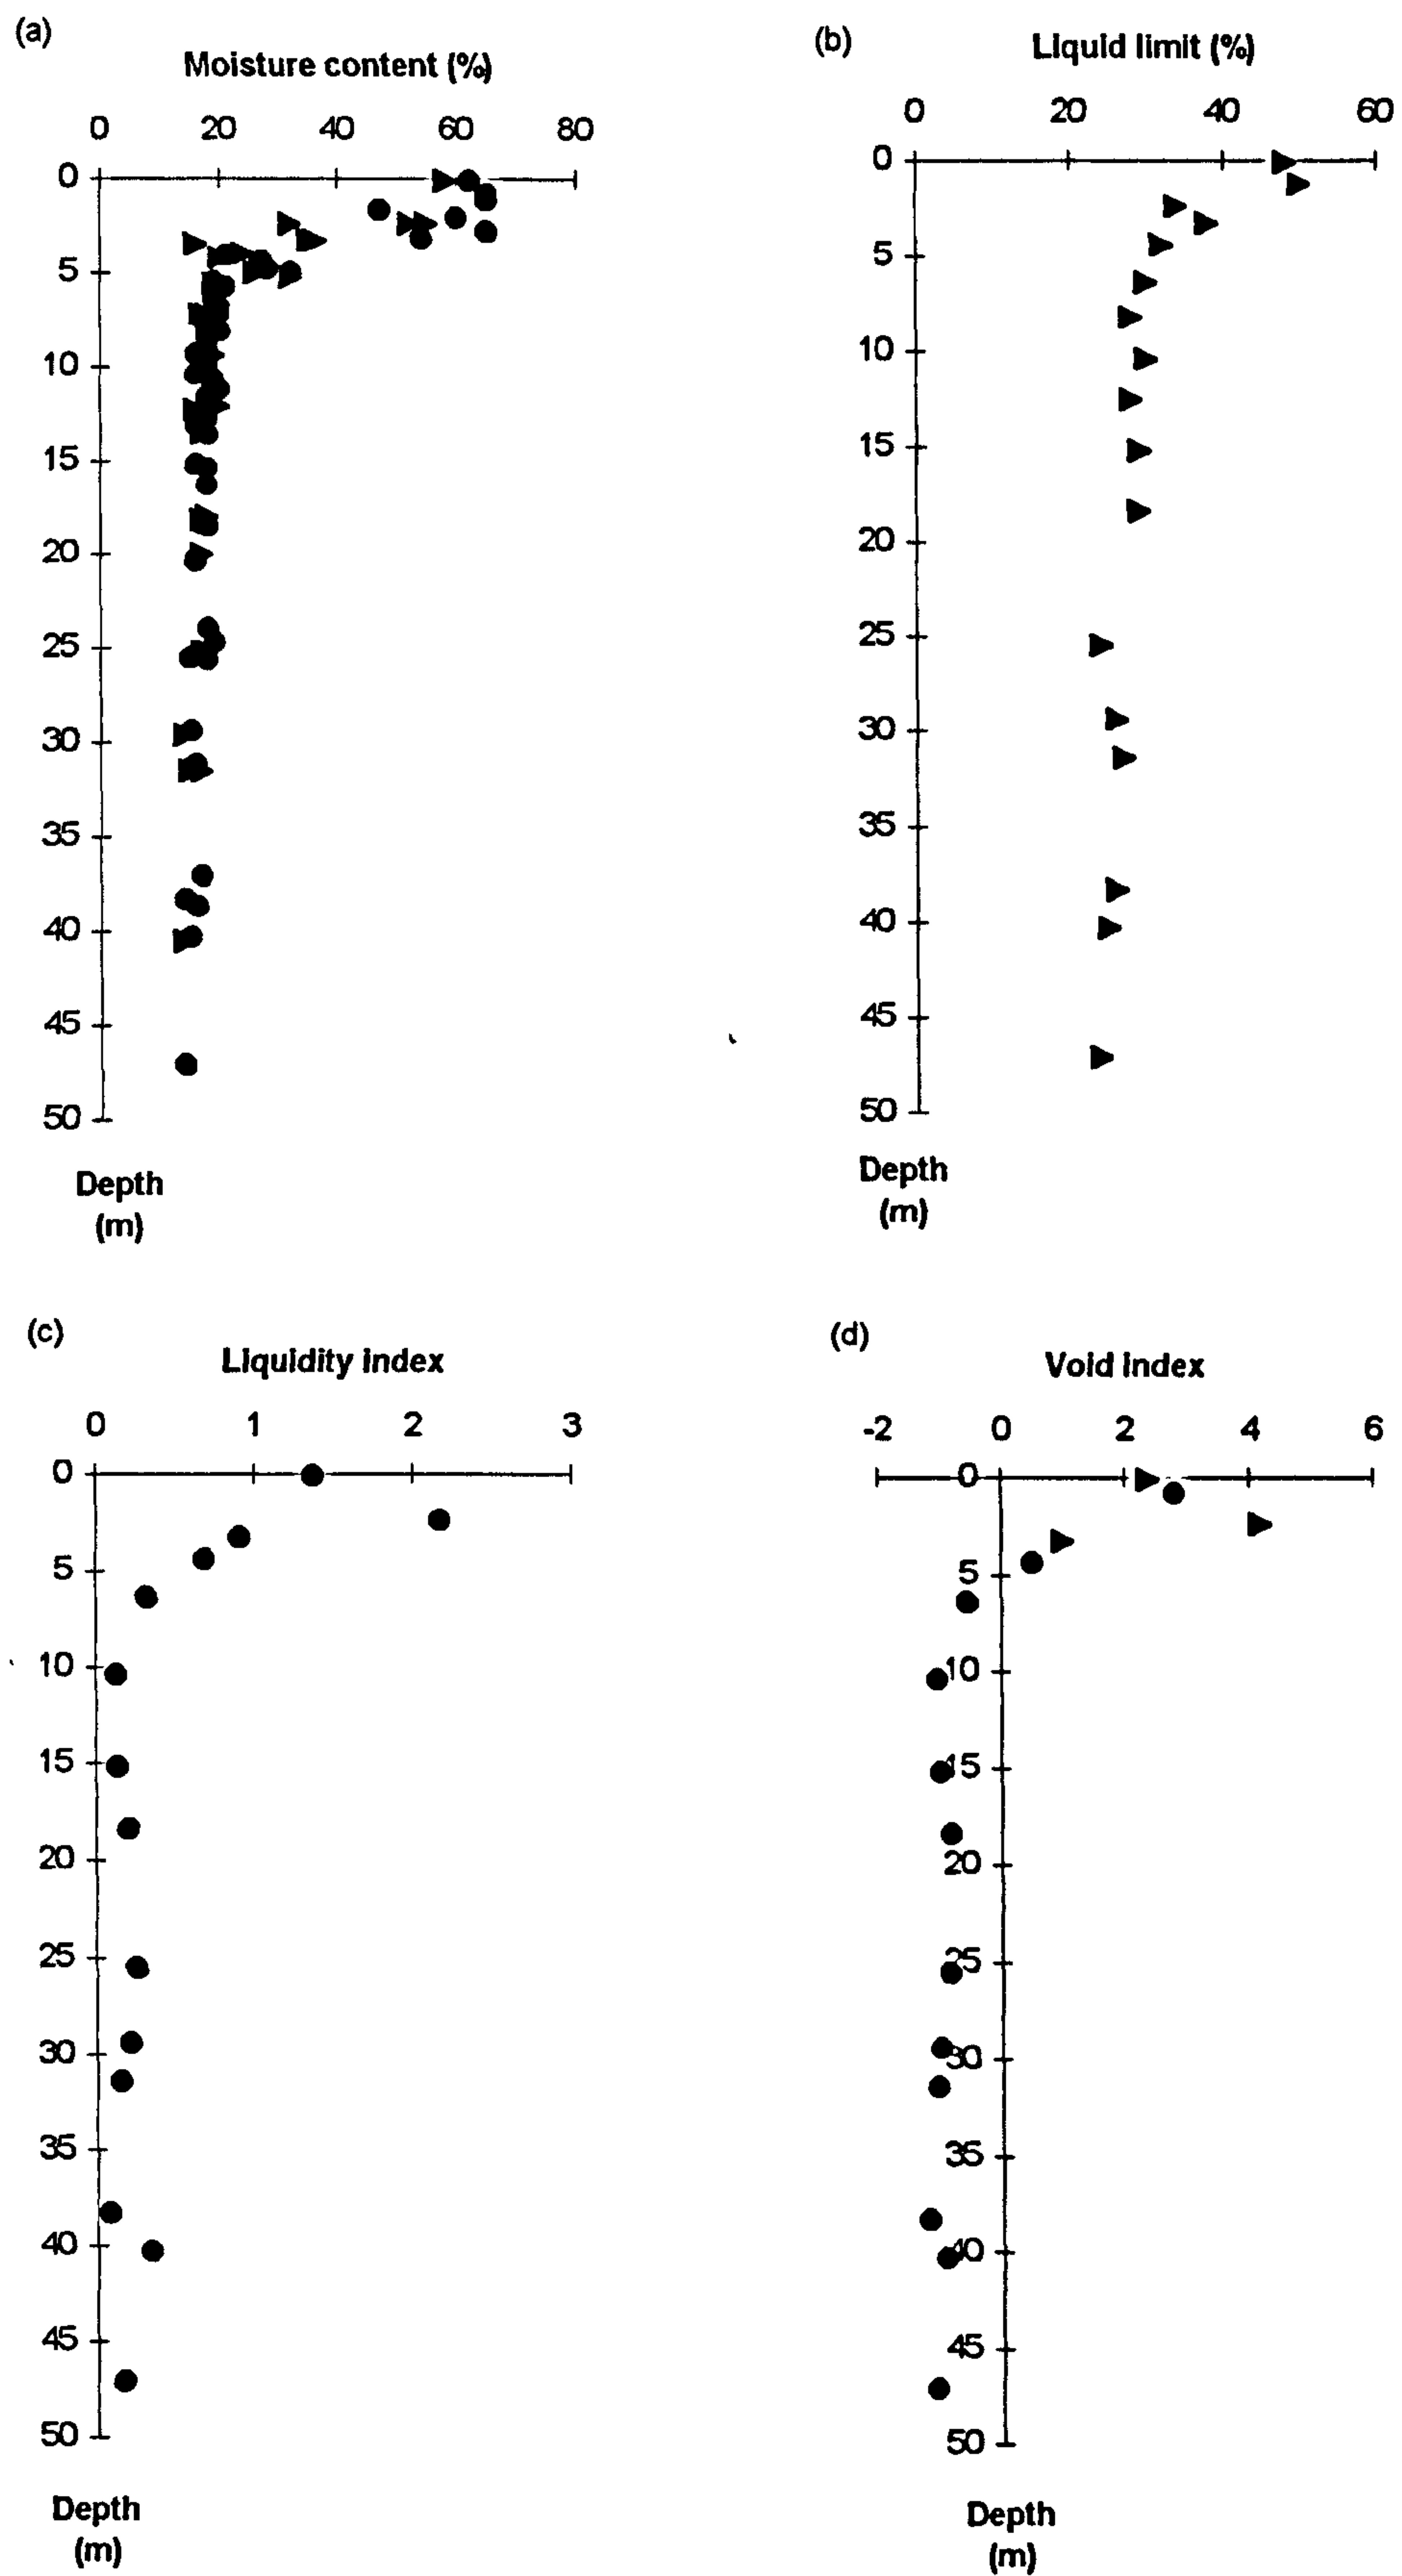 (a)
Moisture content (%)
0 20 40 60 80
0
5
10
15
20
25
30
35
40
45
50
Depth
(m)
(b)
Liquid limit (%)
0 20 40 60
0
5
10
15
20
25
30
35
40
45
50
Depth
(m)
(c)
Liquidity index
0 1 2 3
0
5
10
15
20
25
30
35
40
45
50
Depth
(m)
(d)
Void index
-2 0 2 4 6
0
5
10
15
20
25
30
35
40
45
50
Depth
(m)